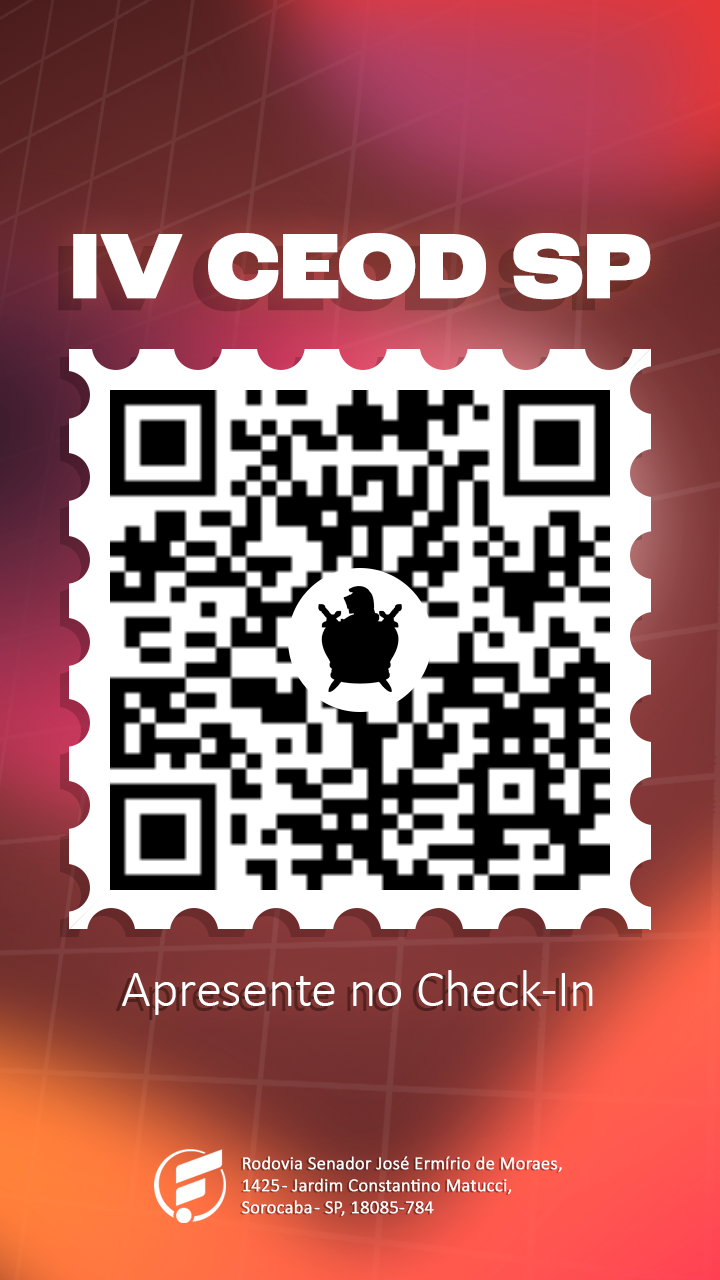 IV CEOD SP
Apresente no Check-In
Rodovia Senador José Ermírio de Moraes,
1425- Jardim Constantino Matucci,
Sorocaba- SP, 18085-784